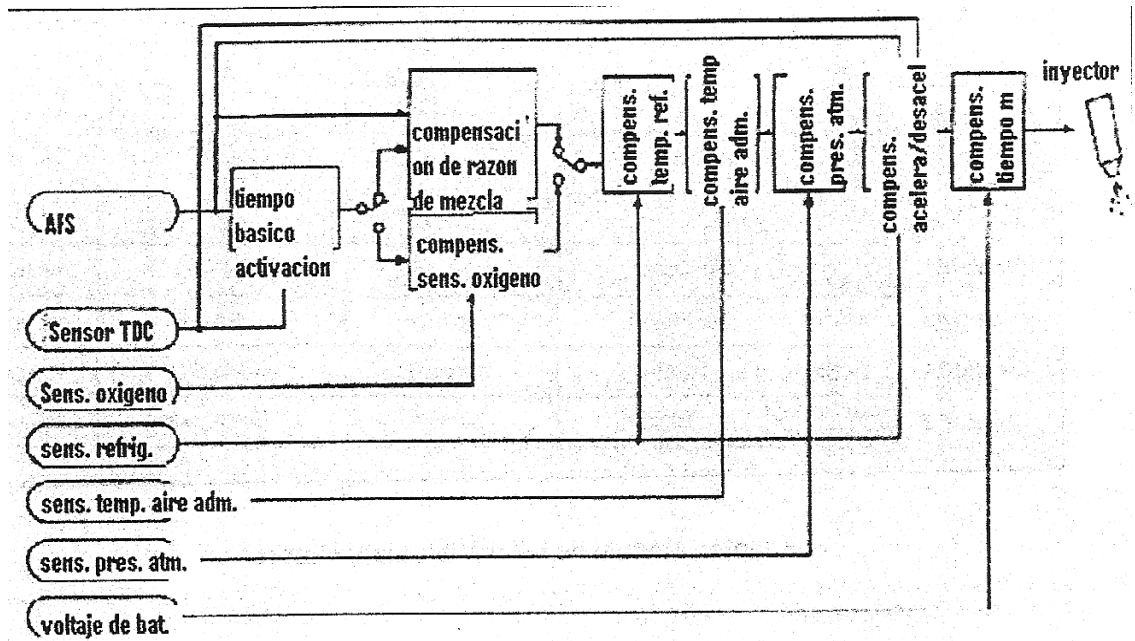 AFS
Sensor TDC
Sens. oxigeno
sens. refrig.
sens. temp. aire adm.
sens. pres. atm.
voltaje de bat.
tiempo
basico
activacion
compensaci
on de razon
de mezcla
compens.
sens. oxigeno
compens.
temp. ref.
compens. temp
aire adm.
compens.
pres. atm.
compens.
acelera/desacel
compens.
tiempo m
inyector